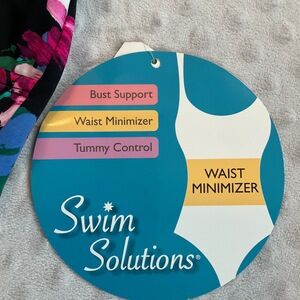 Bust Support
Waist Minimizer
Tummy Control
WAIST
MINIMIZER
Swim
Solutions®